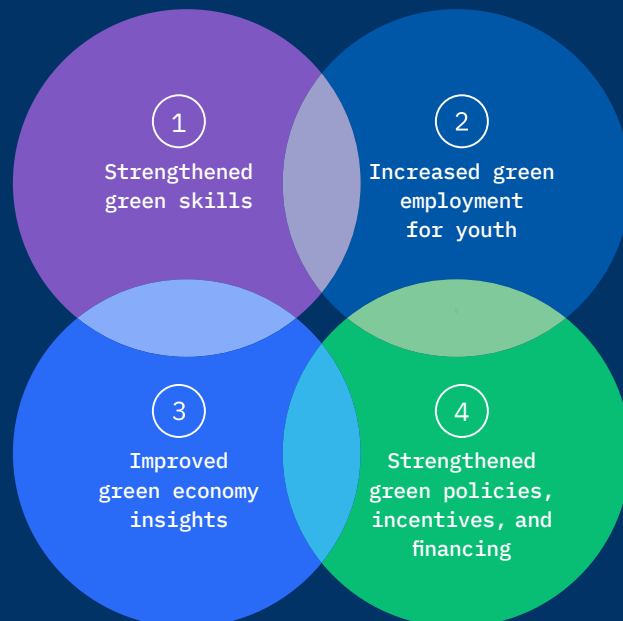 1
Strengthened
green skills
2
Increased green
employment
for youth
3
Improved
green economy
insights
4
Strengthened
green policies,
incentives, and
financing